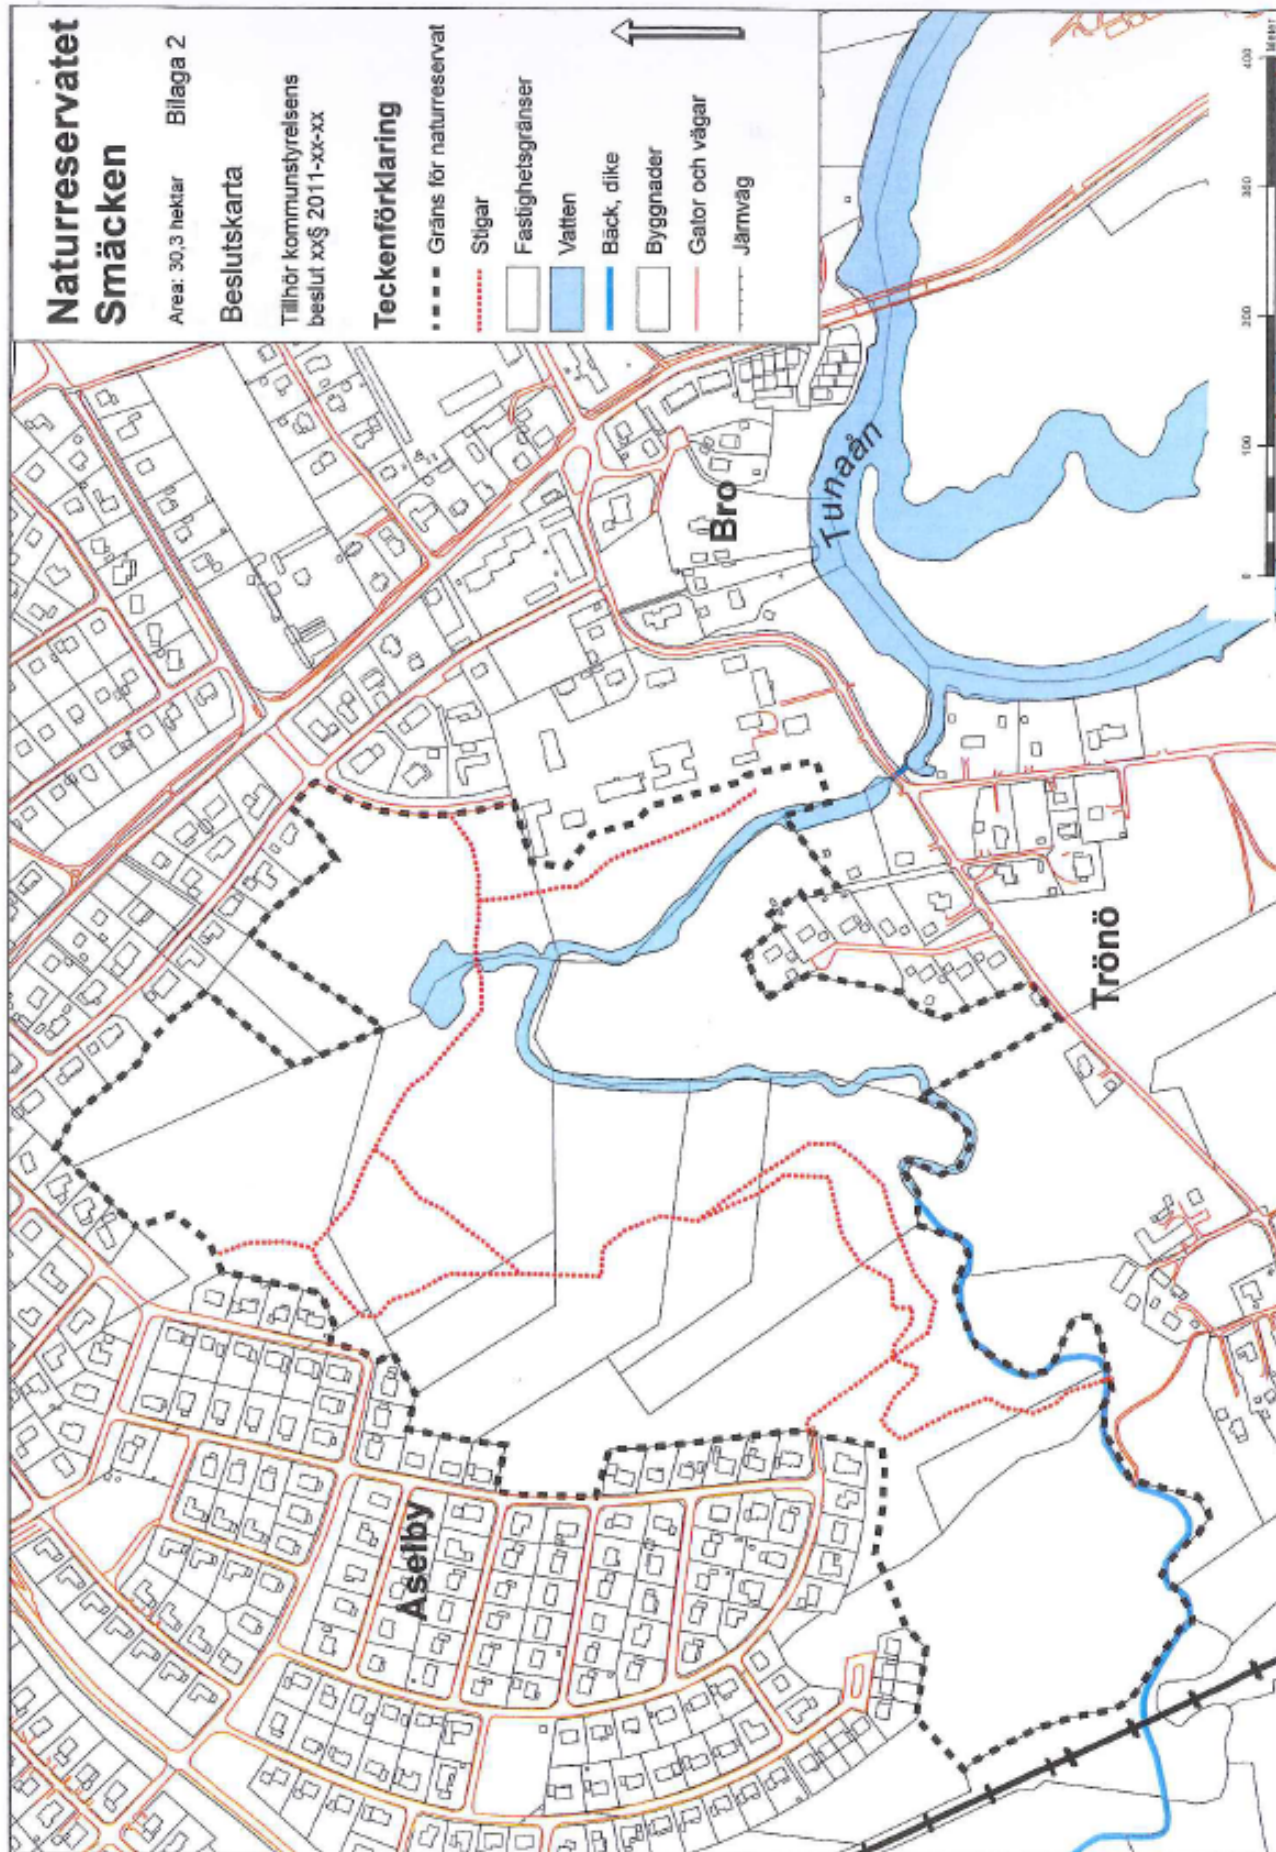 Naturreservatet
Smäcken
Area: 30,3 hektar Bilaga 2
Beslutskarta
Tillhör kommunstyrelsens
beslut xx§ 2011-xx-xx
Teckenförklaring
Gräns för naturreservat
Stigar
Fastighetsgränser
Vatten
Bäck, dike
Byggnader
Gator och vägar
Järnväg
Tunaån
Bro
Trönö
Åselby
0 100 200 300 400
Meter